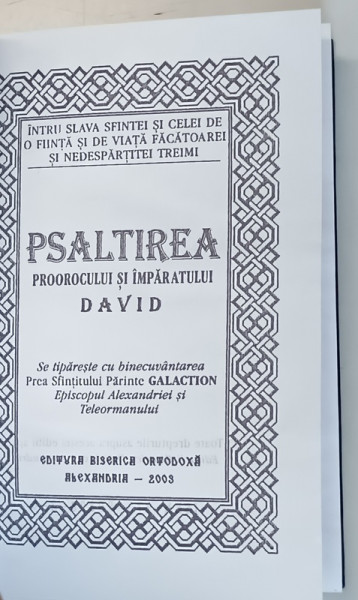 ÎNTRU SLAVA SFINTEI ȘI CELEI DE
O FIINȚĂ ȘI DE VIAȚĂ FĂCĂTOAREI
ȘI NEDESPĂRȚITEI TREIMI
PSALTIREA
PROOROCULUI ȘI ÎMPĂRATULUI
DAVID
Se tipărește cu binecuvântarea
Prea Sfințitului Părinte GALACTION
Episcopul Alexandriei și
Teleormanului
EDITURA BISERICA ORTODOXĂ
ALEXANDRIA – 2003